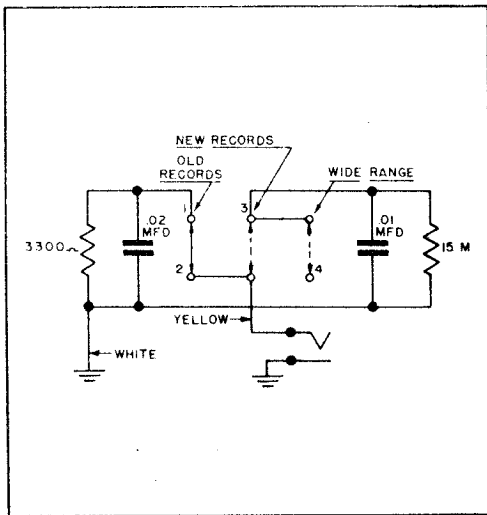 NEW RECORDS
OLD
RECORDS
WIDE RANGE
1
3
.02
MFD
.01
MFD
3300~
15 M
2
4
YELLOW
WHITE